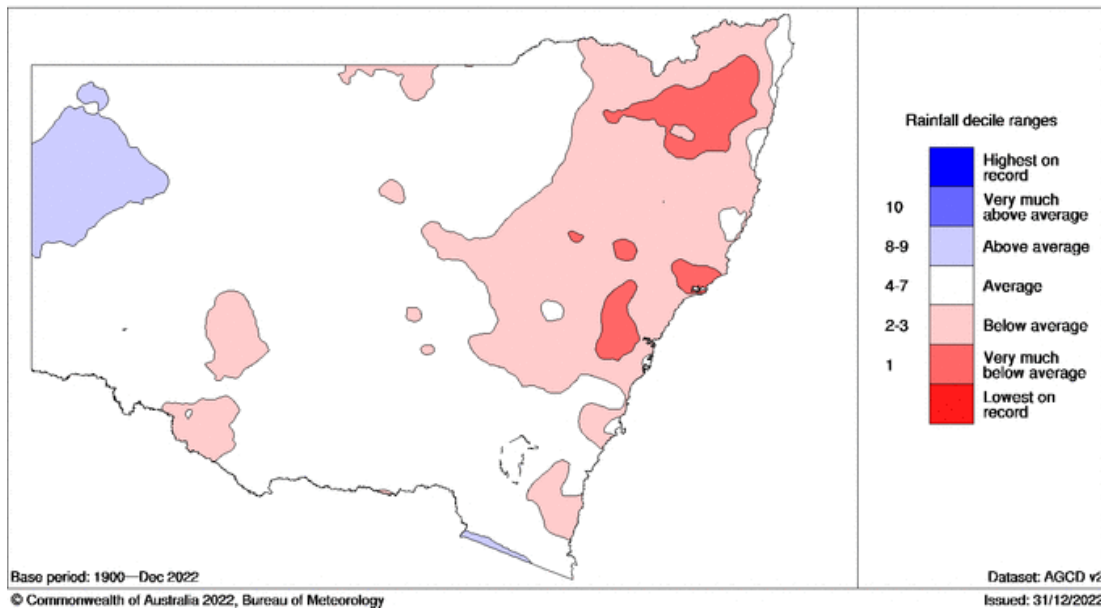 Rainfall decile ranges
Highest on
record
10
Very much
above average
8-9
Above average
4-7
Average
2-3
Below average
1
Very much
below average
Lowest on
record
Base period: 1900—Dec 2022
Dataset: AGCD v2
© Commonwealth of Australia 2022, Bureau of Meteorology
Issued: 31/12/2022